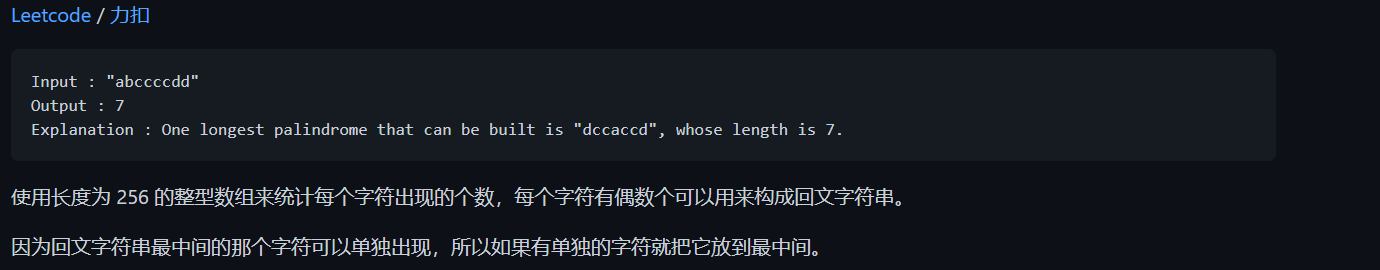 Leetcode / 力扣
Input : "abccccdd"
Output : 7
Explanation : One longest palindrome that can be built is "dccaccd", whose length is 7.
使用长度为 256 的整型数组来统计每个字符出现的个数，每个字符有偶数个可以用来构成回文字符串。
因为回文字符串最中间的那个字符可以单独出现，所以如果有单独的字符就把它放到最中间。